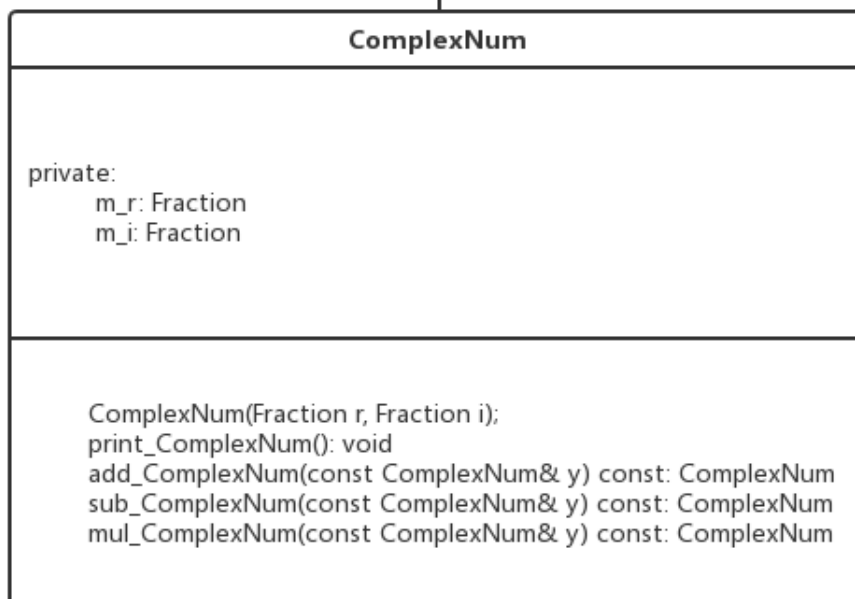 ComplexNum
private:
m_r: Fraction
m_i: Fraction
ComplexNum(Fraction r, Fraction i);
print_ComplexNum(): void
add_ComplexNum(const ComplexNum& y) const: ComplexNum
sub_ComplexNum(const ComplexNum& y) const: ComplexNum
mul_ComplexNum(const ComplexNum& y) const: ComplexNum